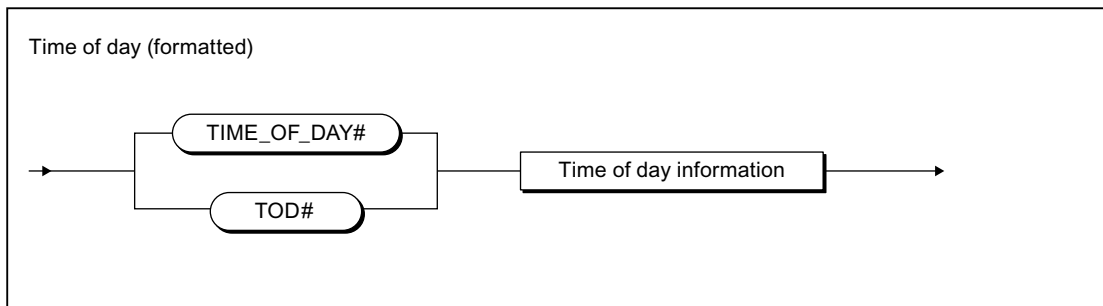 Time of day (formatted)
TIME_OF_DAY#
TOD#
Time of day information